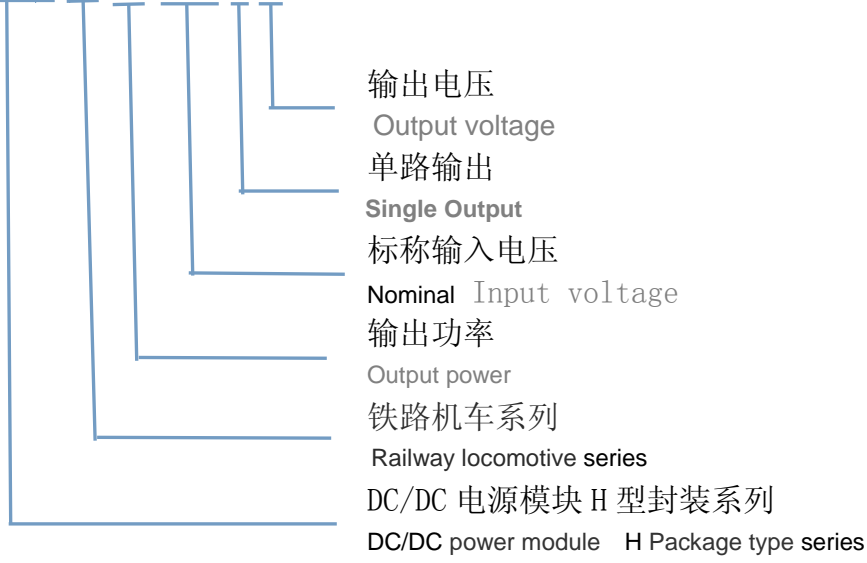 输出电压
Output voltage
单路输出
Single Output
标称输入电压
Nominal Input voltage
输出功率
Output power
铁路机车系列
Railway locomotive series
DC/DC 电源模块 H 型封装系列
DC/DC power module H Package type series